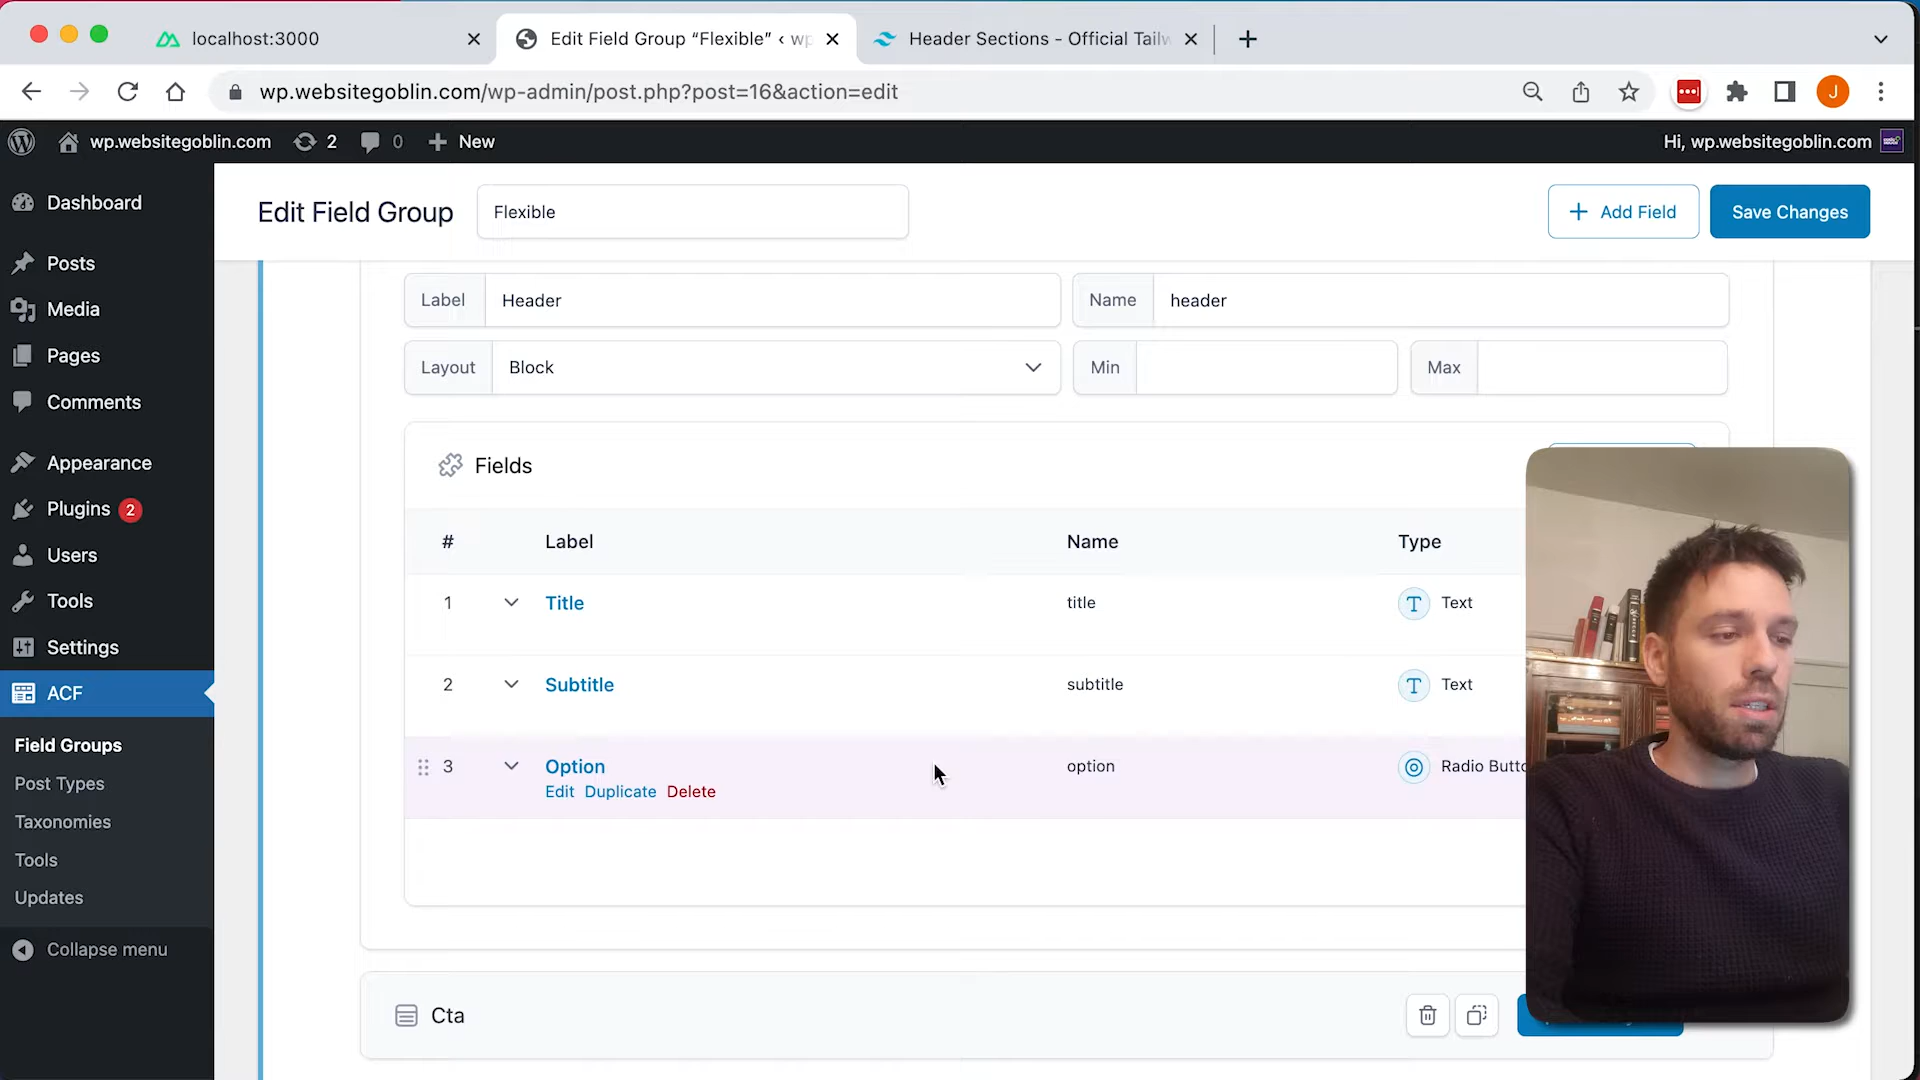 localhost:3000
Edit Field Group “Flexible” ‹ wp
Header Sections - Official Tailw
wp.websitegoblin.com/wp-admin/post.php?post=16&action=edit
J
wp.websitegoblin.com 2 0 New
Hi, wp.websitegoblin.com
Dashboard
Posts
Media
Pages
Comments
Appearance
Plugins 2
Users
Tools
Settings
ACF
Field Groups
Post Types
Taxonomies
Tools
Updates
Collapse menu
Edit Field Group
Flexible
Add Field
Save Changes
Label Header
Name header
Layout Block
Min
Max
Fields
# Label Name Type
1 Title title Text
2 Subtitle subtitle Text
3 Option option Radio Butto
Edit Duplicate Delete
Cta